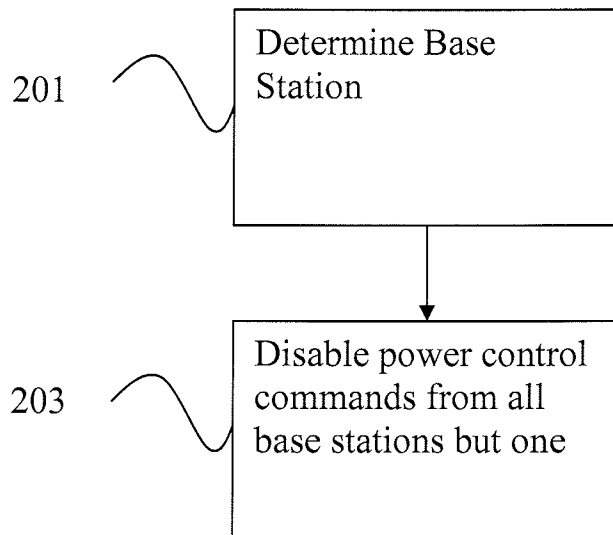 201
Determine Base
Station
203
Disable power control
commands from all
base stations but one